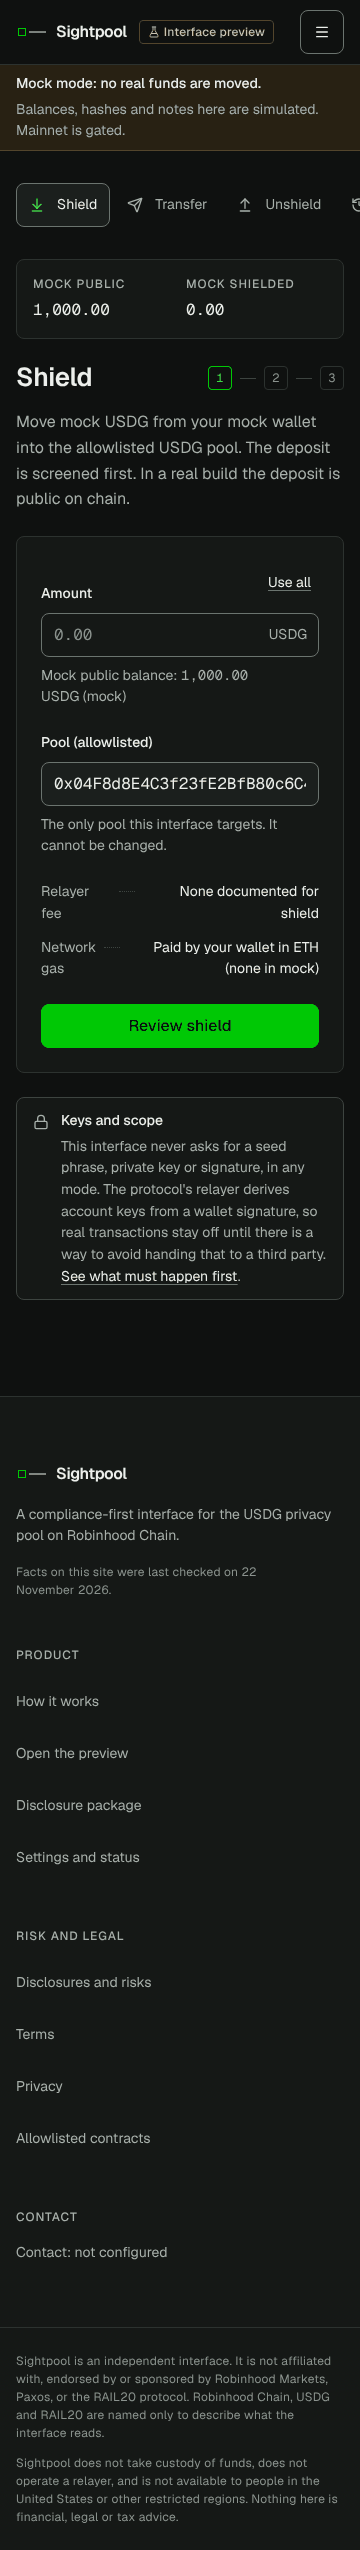 Sightpool
Interface preview
Mock mode: no real funds are moved.
Balances, hashes and notes here are simulated.
Mainnet is gated.
Shield
Transfer
Unshield
MOCK PUBLIC
MOCK SHIELDED
1,000.00
0.00
Shield
1
2
3
Move mock USDG from your mock wallet
into the allowlisted USDG pool. The deposit
is screened first. In a real build the deposit is
public on chain.
Amount
Use all
0.00
USDG
Mock public balance: 1,000.00
USDG (mock)
Pool (allowlisted)
0x04F8d8E4C3f23fE2BfB80c6C
The only pool this interface targets. It
cannot be changed.
Relayer
fee
None documented for
shield
Network
gas
Paid by your wallet in ETH
(none in mock)
Review shield
Keys and scope
This interface never asks for a seed
phrase, private key or signature, in any
mode. The protocol's relayer derives
account keys from a wallet signature, so
real transactions stay off until there is a
way to avoid handing that to a third party.
See what must happen first.
Sightpool
A compliance-first interface for the USDG privacy
pool on Robinhood Chain.
Facts on this site were last checked on 22
November 2026.
PRODUCT
How it works
Open the preview
Disclosure package
Settings and status
RISK AND LEGAL
Disclosures and risks
Terms
Privacy
Allowlisted contracts
CONTACT
Contact: not configured
Sightpool is an independent interface. It is not affiliated
with, endorsed by or sponsored by Robinhood Markets,
Paxos, or the RAIL20 protocol. Robinhood Chain, USDG
and RAIL20 are named only to describe what the
interface reads.
Sightpool does not take custody of funds, does not
operate a relayer, and is not available to people in the
United States or other restricted regions. Nothing here is
financial, legal or tax advice.